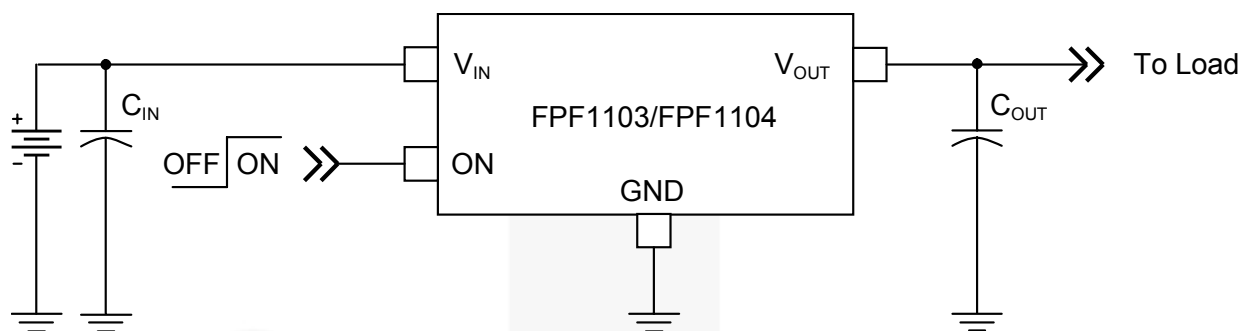 V_IN
V_OUT
To Load
+
C_IN
C_OUT
FPF1103/FPF1104
−
OFF ON
ON
GND